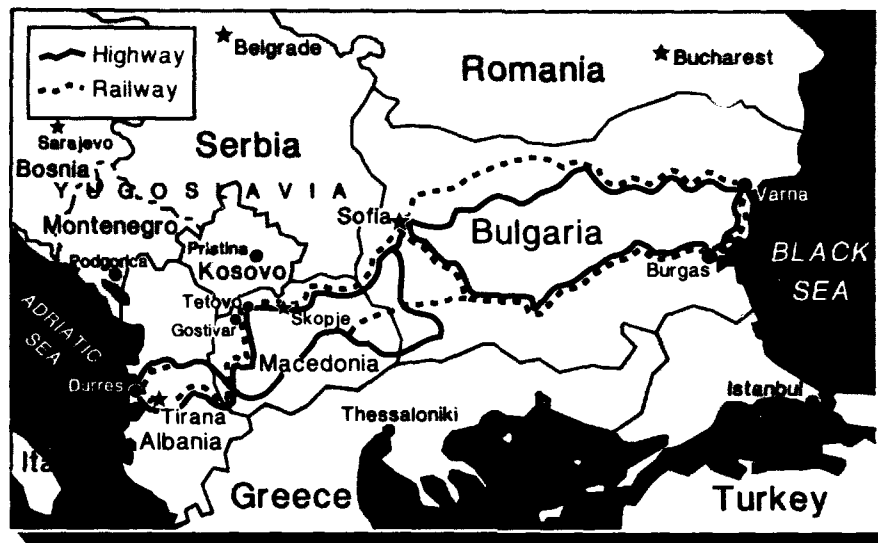 Highway
Railway
Belgrade
Bucharest
Romania
Sarajevo
Bosnia
Serbia
YUGOSLAVIA
Varna
Sofia
Montenegro
Bulgaria
Pristina
Kosovo
Podgorica
BLACK
SEA
Burgas
ADRIATIC
SEA
Tetovo
Skopje
Gostivar
Macedonia
Durres
Istanbul
Tirana
Thessaloniki
Albania
Greece
Turkey